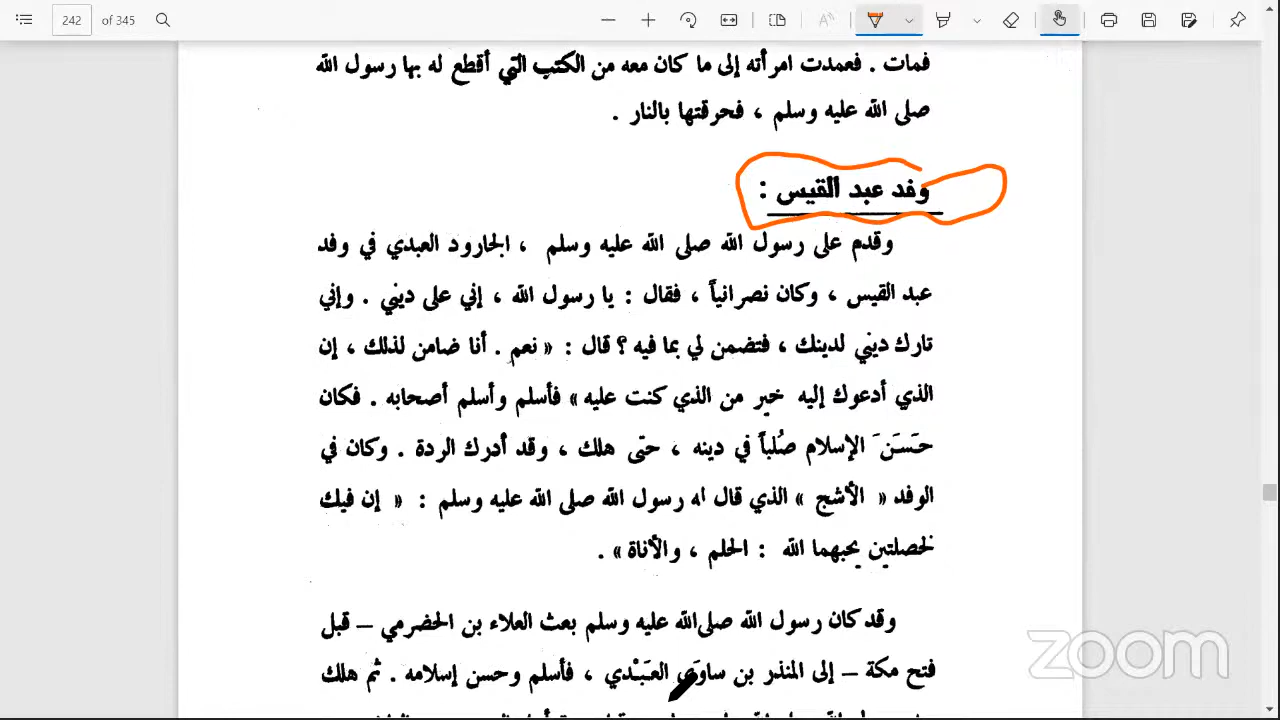 242 of 345
فمات . فعمدت امرأته إلى ما كان معه من الكتب التي أقطع له بها رسول الله
صلى الله عليه وسلم ، فحرقتها بالنار .
وفد عبد القيس :
وقدم على رسول الله صلى الله عليه وسلم ، الجارود العبدي في وفد
عبد القيس ، وكان نصرانياً ، فقال : يا رسول الله ، إني على ديني . وإني
تارك ديني لدينك ، فتضمن لي بما فيه ؟ قال : « نعم . أنا ضامن لذلك ، إن
الذي أدعوك إليه خير من الذي كنت عليه » فأسلم وأسلم أصحابه . فكان
حَسَنَ الإسلام صُلباً في دينه ، حتى هلك ، وقد أدرك الردة . وكان في
الوفد « الأشج » الذي قال له رسول الله صلى الله عليه وسلم : « إن فيك
لخصلتين يحبهما الله : الحلم ، والأناة » .
وقد كان رسول الله صلى الله عليه وسلم بعث العلاء بن الحضرمي – قبل
فتح مكة – إلى المنذر بن ساوَى العَبْدي ، فأسلم وحسن إسلامه . ثم هلك
zoom